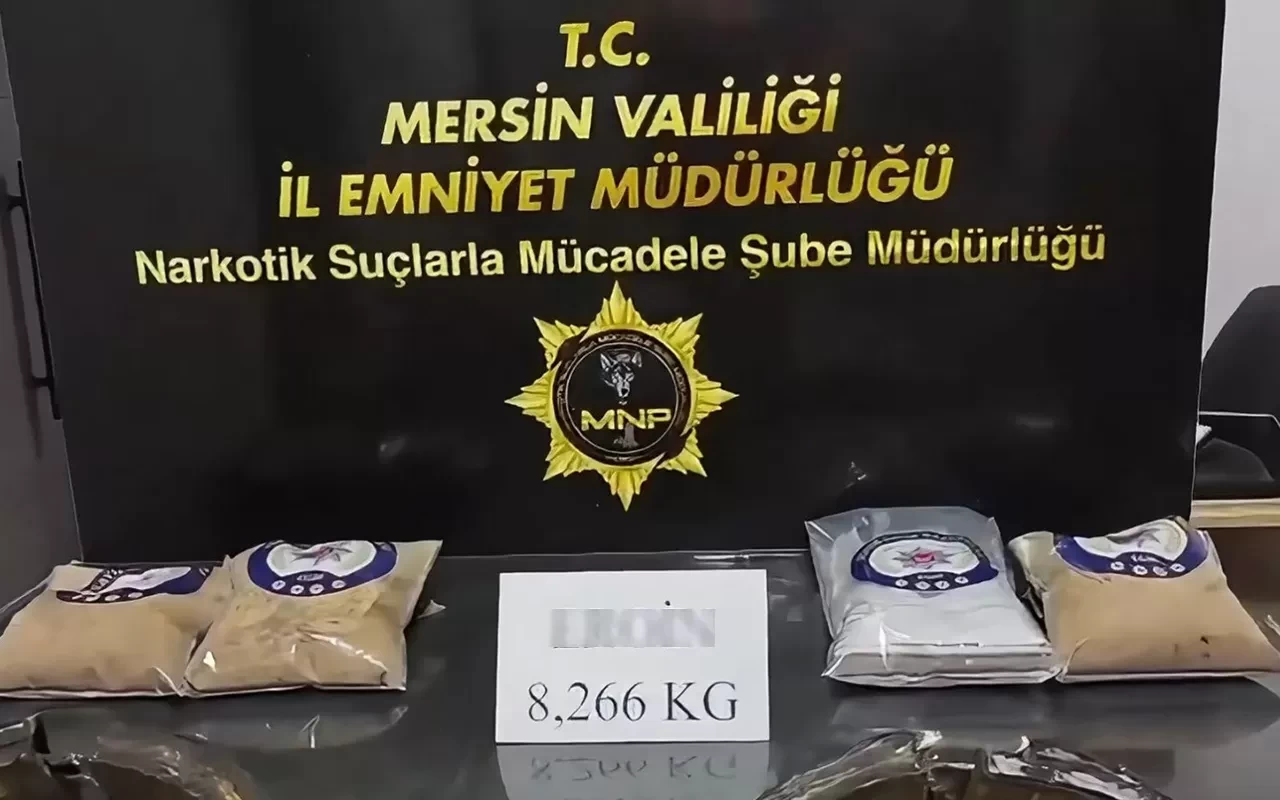 T.C.
MERSİN VALİLİĞİ
İL EMNİYET MÜDÜRLÜĞÜ
Narkotik Suçlarla Mücadele Şube Müdürlüğü
MNP
8,266 KG